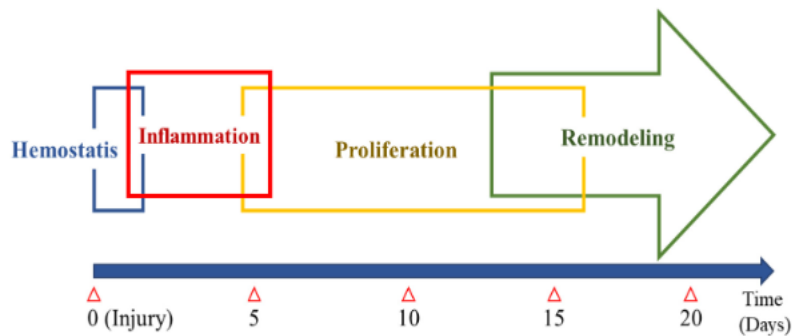 Hemostatis
Inflammation
Proliferation
Remodeling
0 (Injury)
5
10
15
20
Time
(Days)